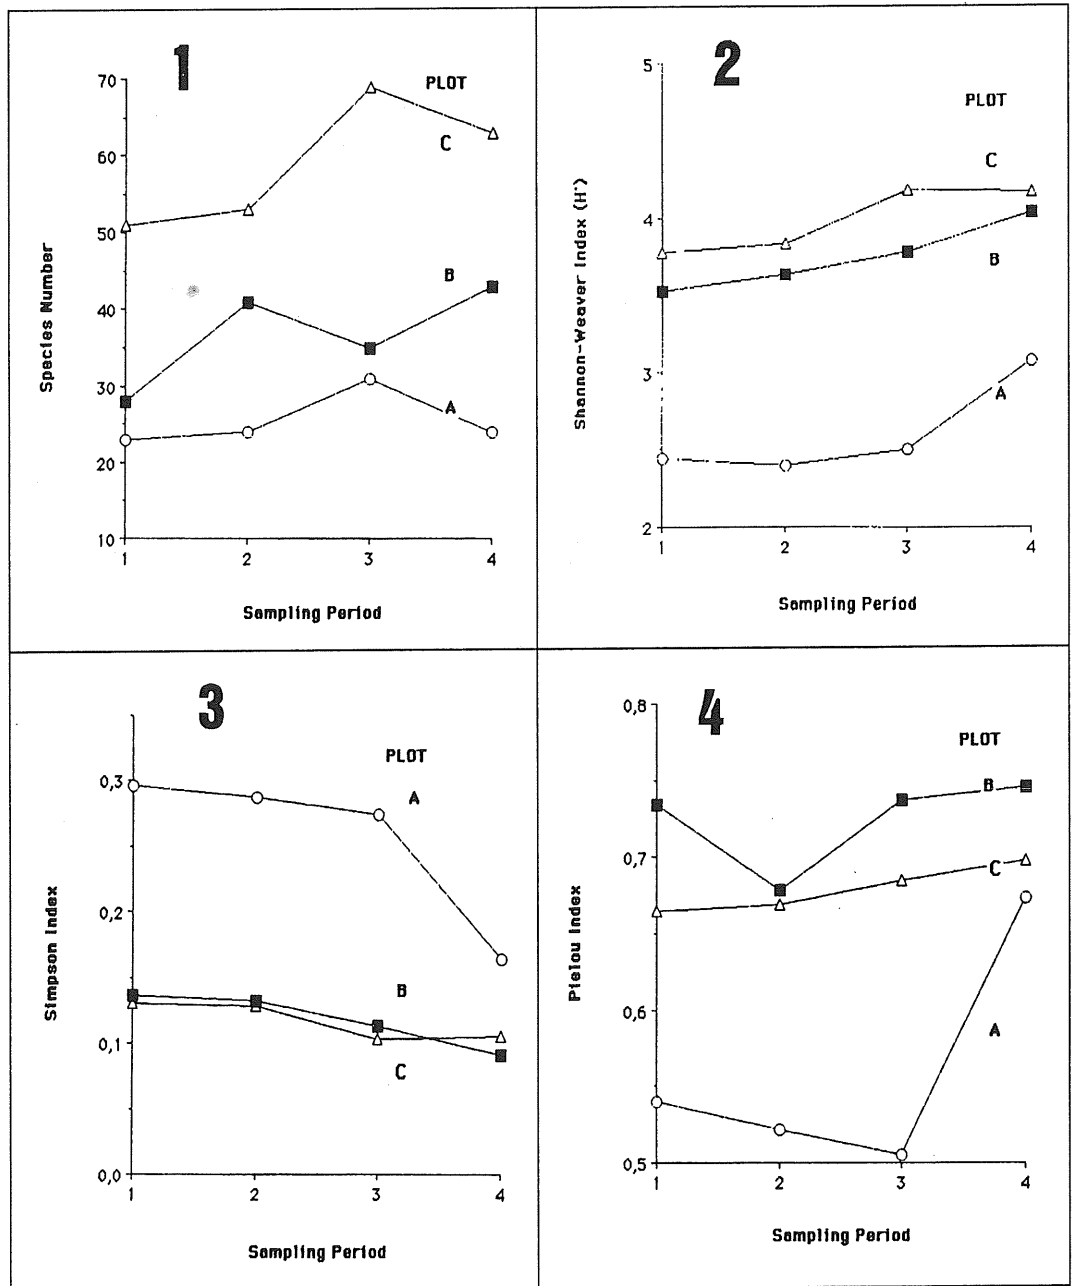 1
PLOT
C
B
A
70
60
50
40
30
20
10
Species Number
1 2 3 4
Sampling Period
2
PLOT
C
B
A
5
4
3
2
Shannon-Weaver Index (H')
1 2 3 4
Sampling Period
3
PLOT
A
B
C
0,3
0,2
0,1
0,0
Simpson Index
1 2 3 4
Sampling Period
4
PLOT
B
C
A
0,8
0,7
0,6
0,5
Pielou Index
1 2 3 4
Sampling Period